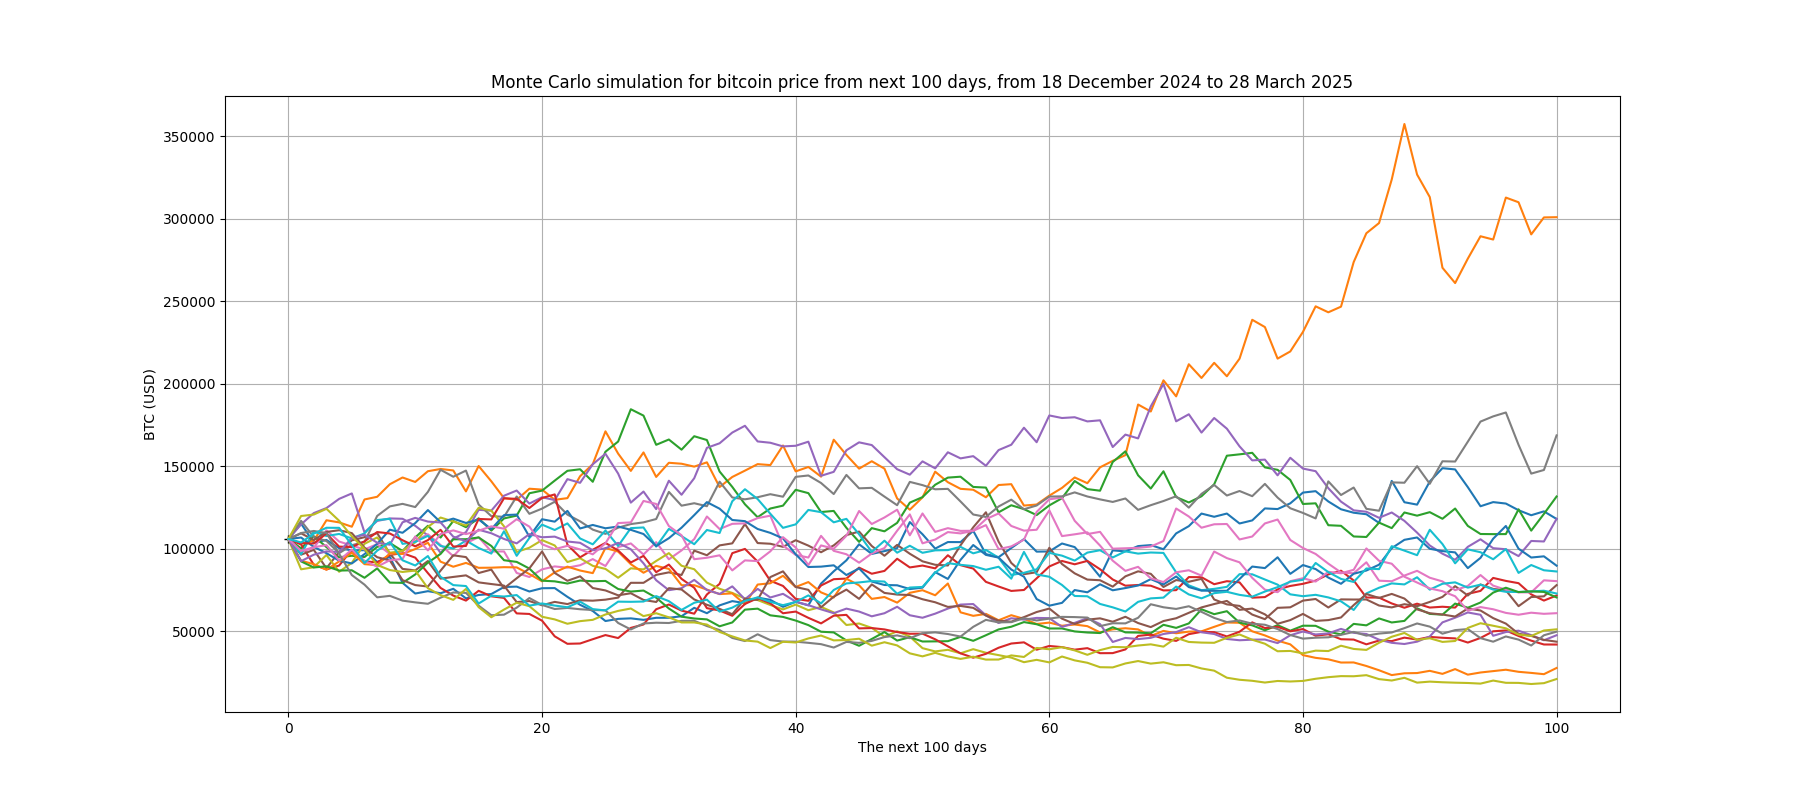 Monte Carlo simulation for bitcoin price from next 100 days, from 18 December 2024 to 28 March 2025
350000
300000
250000
200000
150000
100000
50000
BTC (USD)
0 20 40 60 80 100
The next 100 days